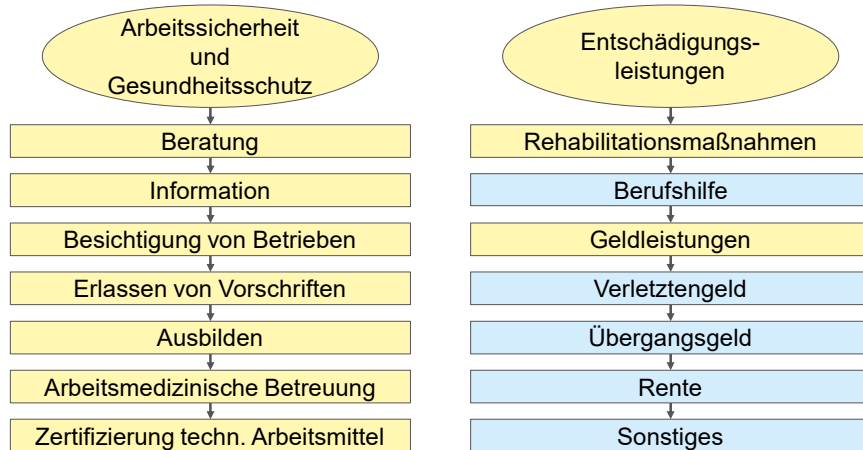 Arbeitssicherheit
und
Gesundheitsschutz
Beratung
Information
Besichtigung von Betrieben
Erlassen von Vorschriften
Ausbilden
Arbeitsmedizinische Betreuung
Zertifizierung techn. Arbeitsmittel
Entschädigungs-
leistungen
Rehabilitationsmaßnahmen
Berufshilfe
Geldleistungen
Verletztengeld
Übergangsgeld
Rente
Sonstiges